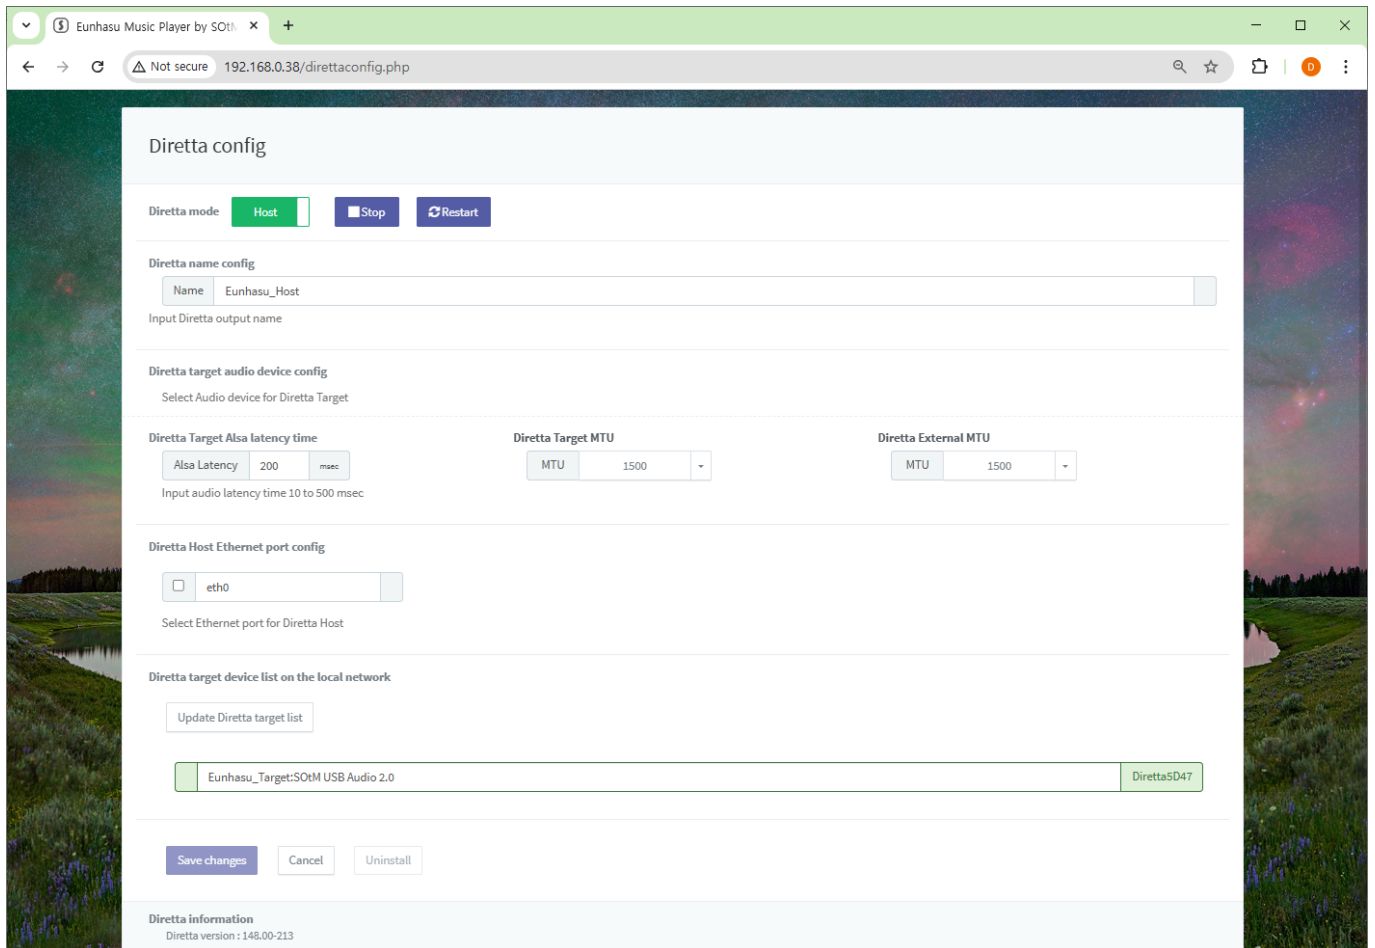 Eunhasu Music Player by SOtM
Not secure 192.168.0.38/direttaconfig.php
D
Diretta config
Diretta mode Host Stop Restart
Diretta name config
Name Eunhasu_Host
Input Diretta output name
Diretta target audio device config
Select Audio device for Diretta Target
Diretta Target Alsa latency time Diretta Target MTU Diretta External MTU
Alsa Latency 200 msec MTU 1500 MTU 1500
Input audio latency time 10 to 500 msec
Diretta Host Ethernet port config
eth0
Select Ethernet port for Diretta Host
Diretta target device list on the local network
Update Diretta target list
Eunhasu_Target:SOtM USB Audio 2.0 Diretta5D47
Save changes Cancel Uninstall
Diretta information
Diretta version : 148.00-213